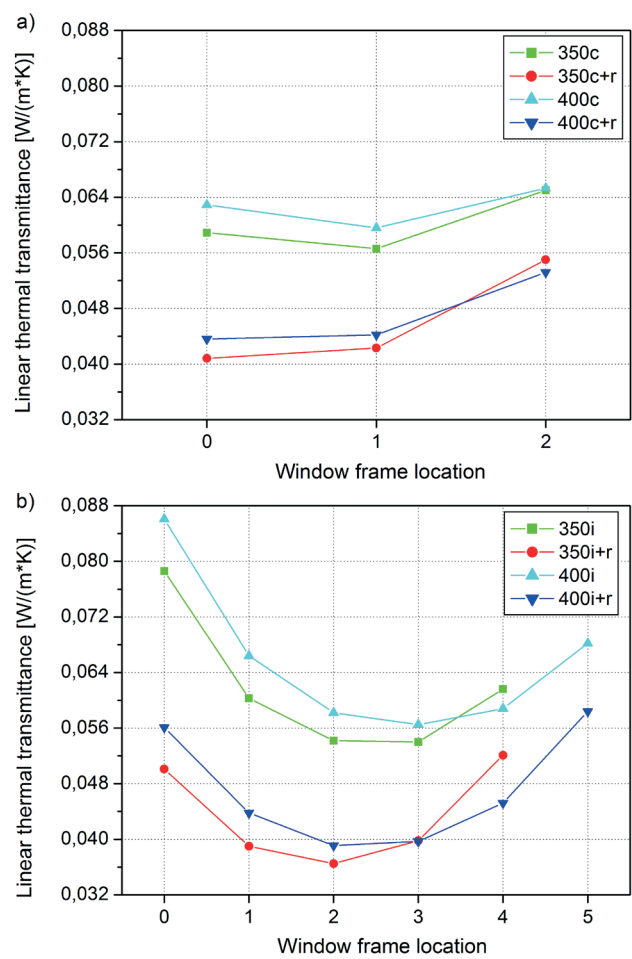 a)
Linear thermal transmittance [W/(m*K)]
0,088
0,080
0,072
0,064
0,056
0,048
0,040
0,032
350c
350c+r
400c
400c+r
0 1 2
Window frame location
b)
Linear thermal transmittance [W/(m*K)]
0,088
0,080
0,072
0,064
0,056
0,048
0,040
0,032
350i
350i+r
400i
400i+r
0 1 2 3 4 5
Window frame location